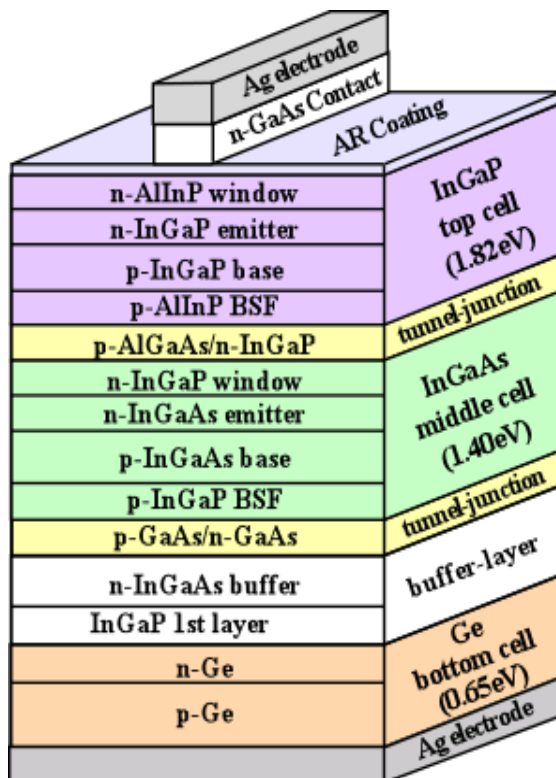 Ag electrode
n-GaAs Contact
AR Coating
n-AlInP window
n-InGaP emitter
p-InGaP base
p-AlInP BSF
InGaP
top cell
(1.82eV)
p-AlGaAs/n-InGaP
tunnel-junction
n-InGaP window
n-InGaAs emitter
p-InGaAs base
p-InGaP BSF
InGaAs
middle cell
(1.40eV)
p-GaAs/n-GaAs
tunnel-junction
n-InGaAs buffer
InGaP 1st layer
buffer-layer
n-Ge
p-Ge
Ge
bottom cell
(0.65eV)
Ag electrode